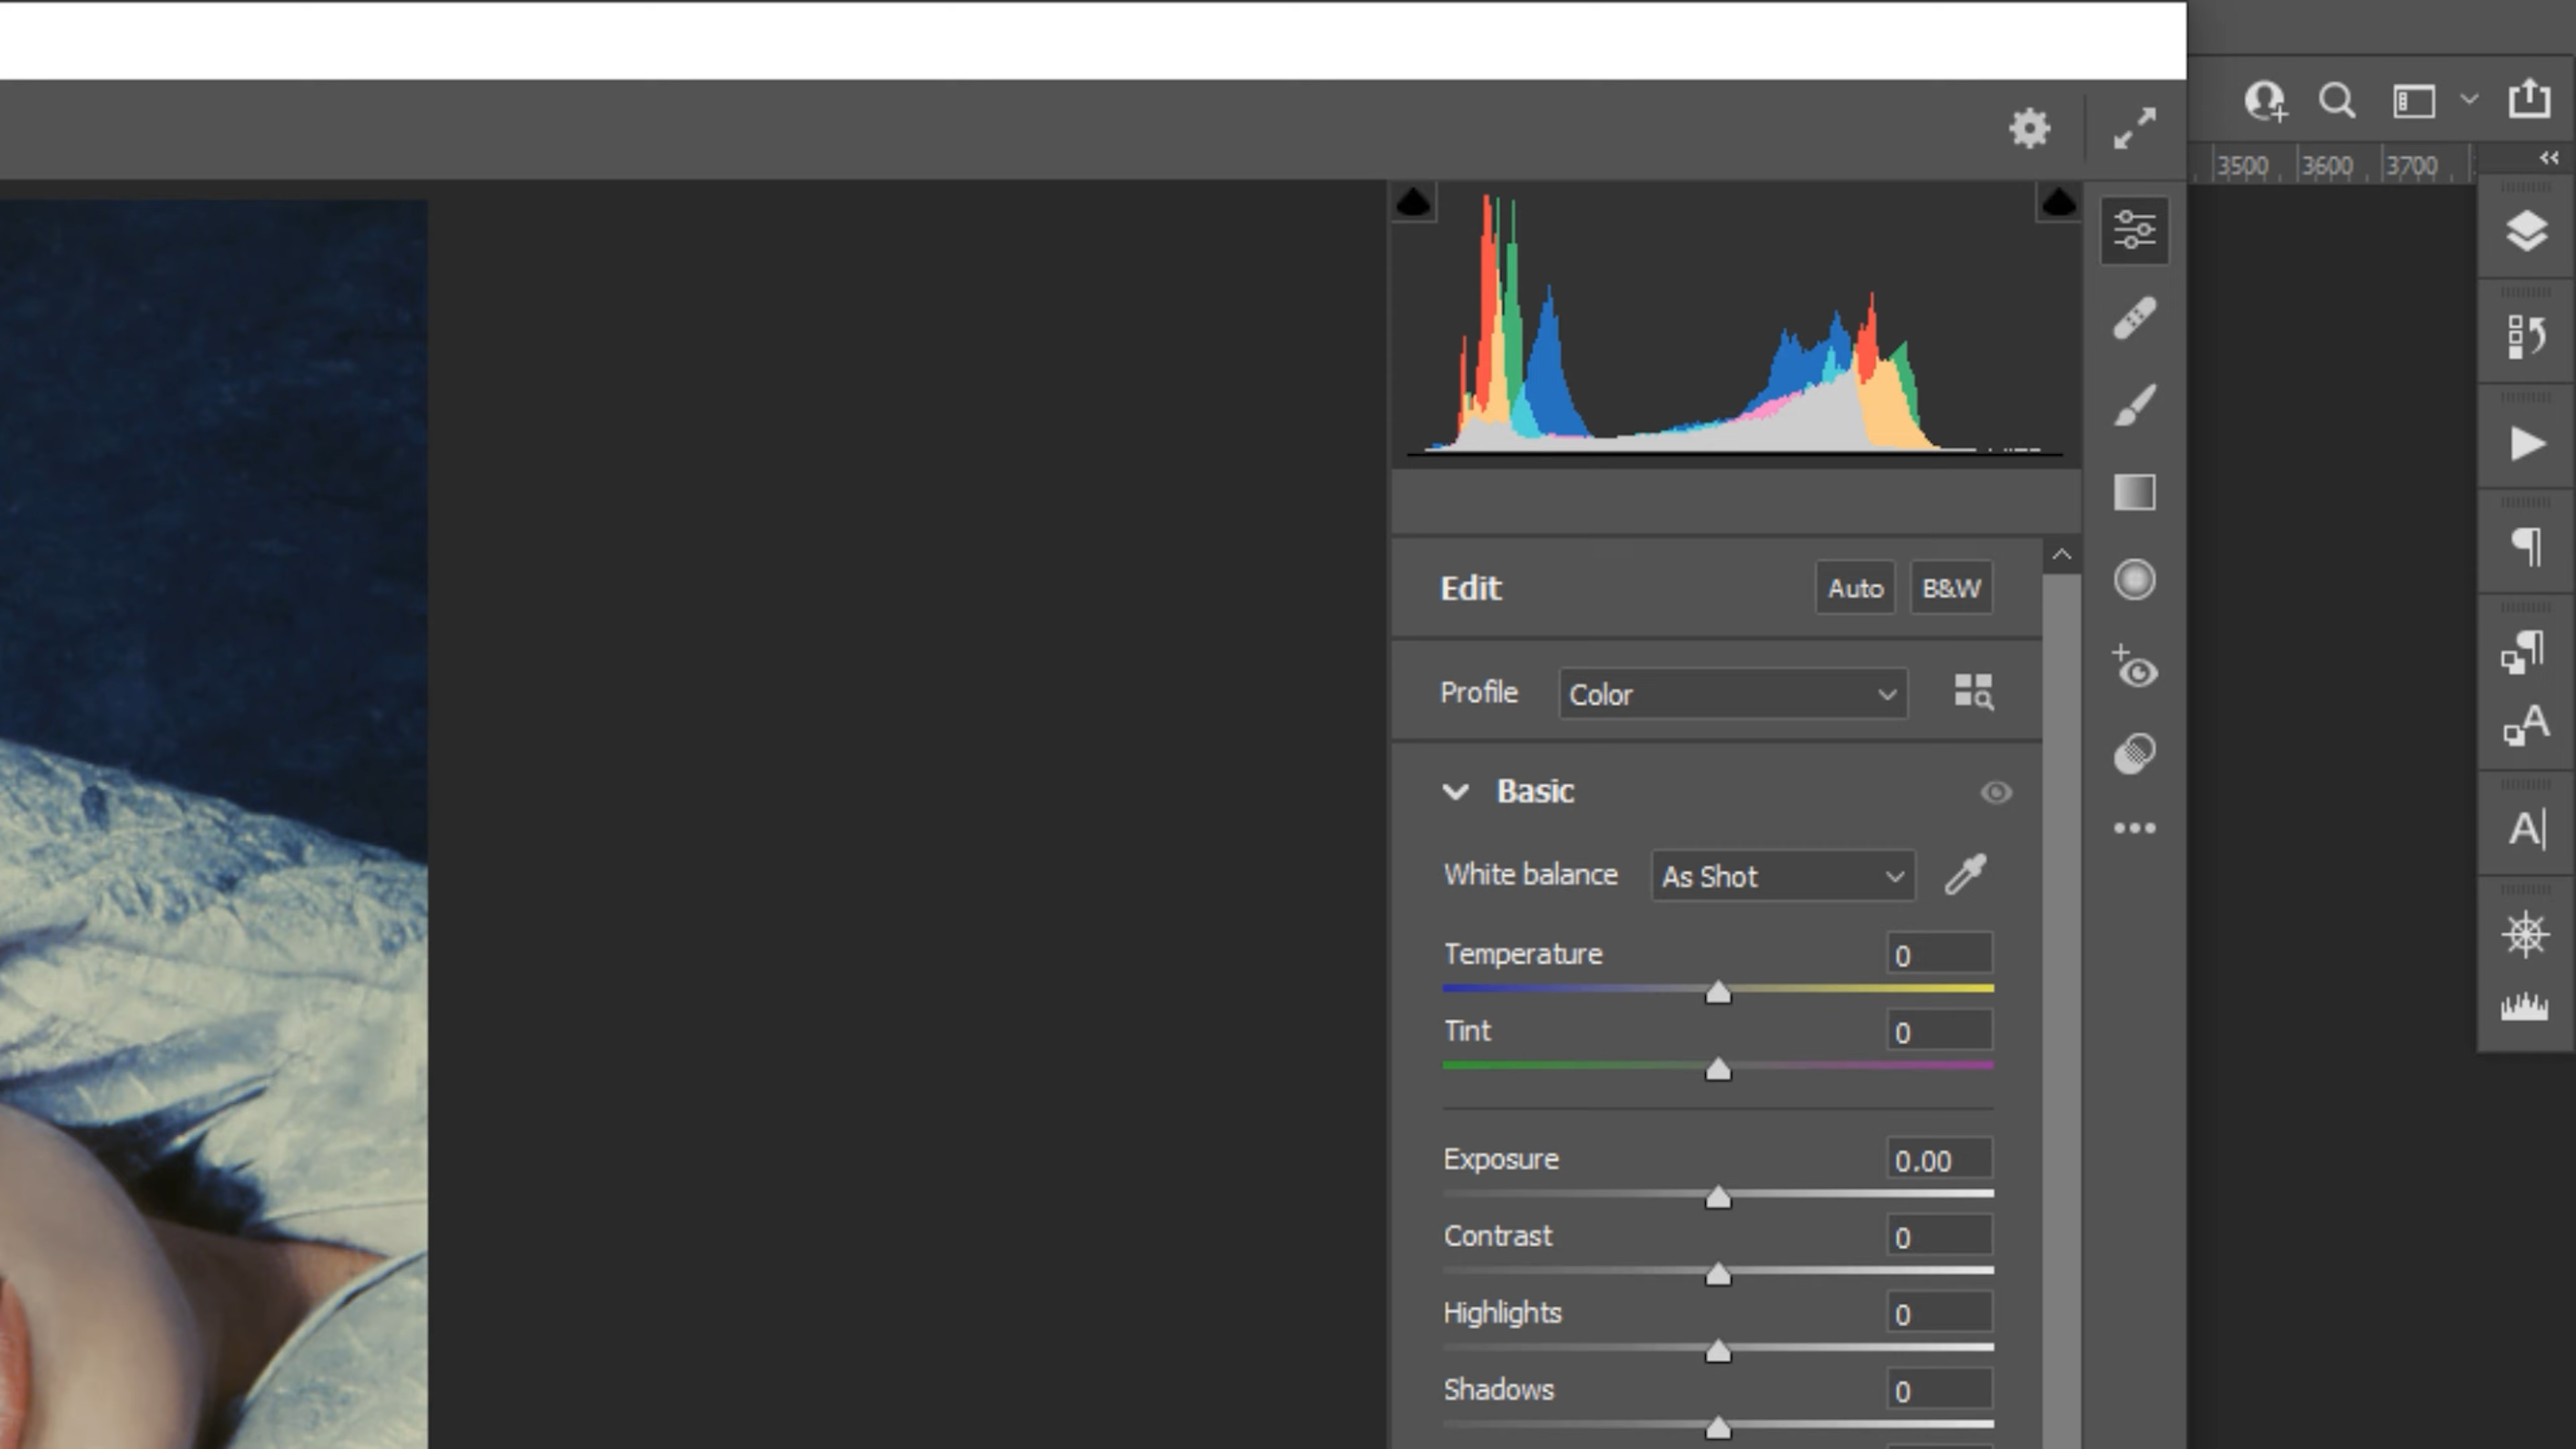 3500 3600 3700
Edit Auto B&W
Profile Color
Basic
White balance As Shot
Temperature 0
Tint 0
Exposure 0.00
Contrast 0
Highlights 0
Shadows 0